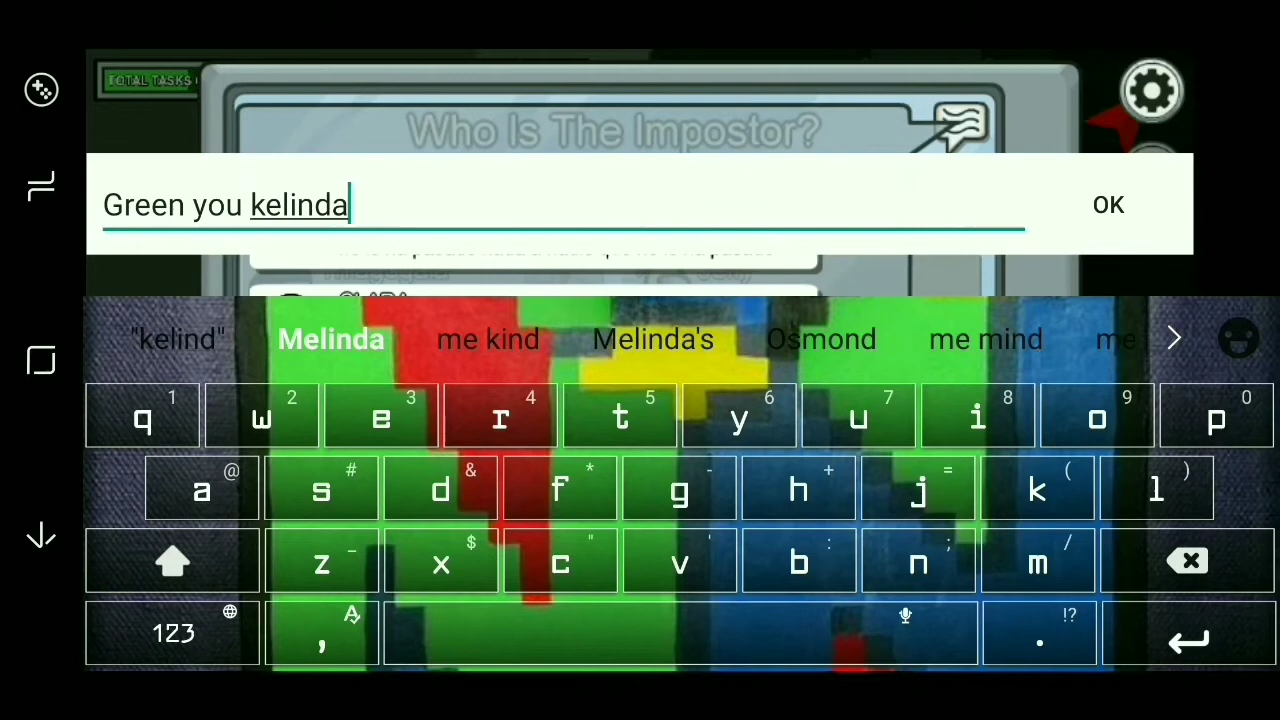 TOTAL TASKS
Who Is The Impostor?
Green you kelinda
OK
"kelind" Melinda me kind Melinda's Osmond me mind me
q 1 w 2 e 3 r 4 t 5 y 6 u 7 i 8 o 9 p 0
a @ s # d & f * g - h + j = k ( l )
z _ x $ c " v ' b : n ; m /
123 , . !?